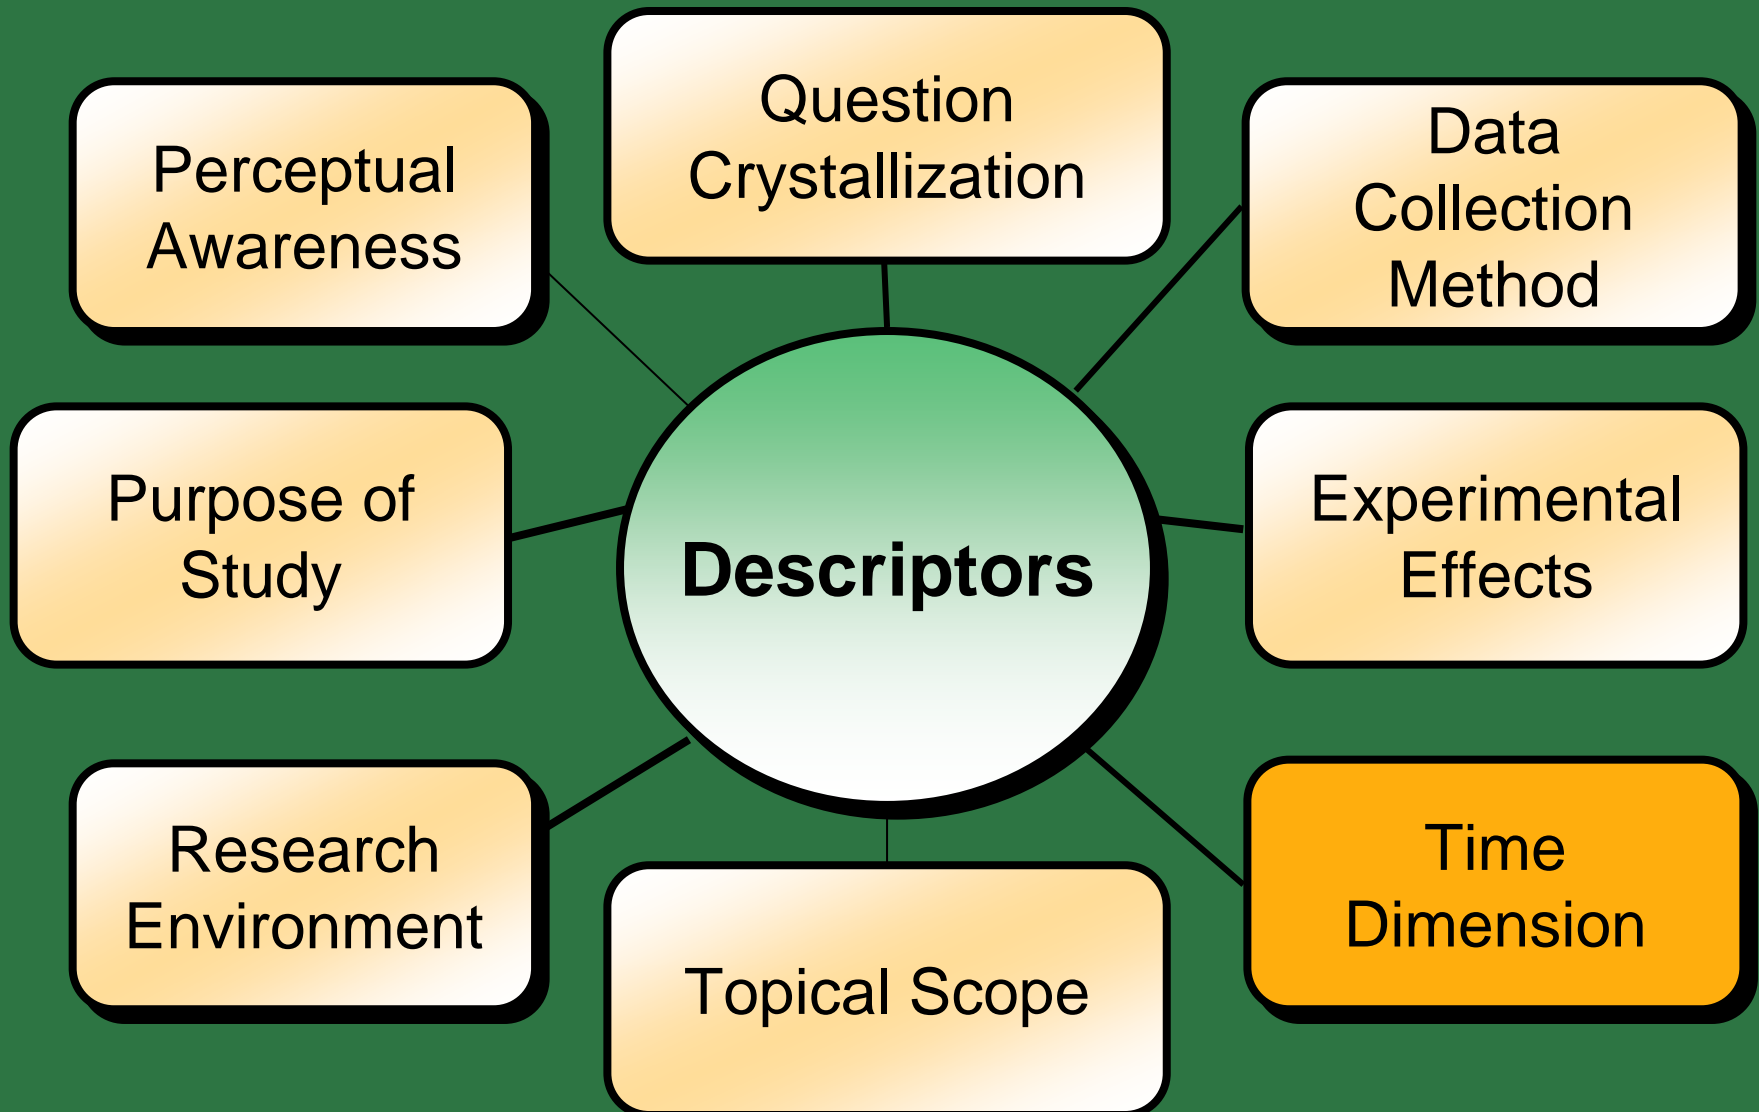 Question
Crystallization
Perceptual
Awareness
Data
Collection
Method
Purpose of
Study
Descriptors
Experimental
Effects
Research
Environment
Topical Scope
Time
Dimension